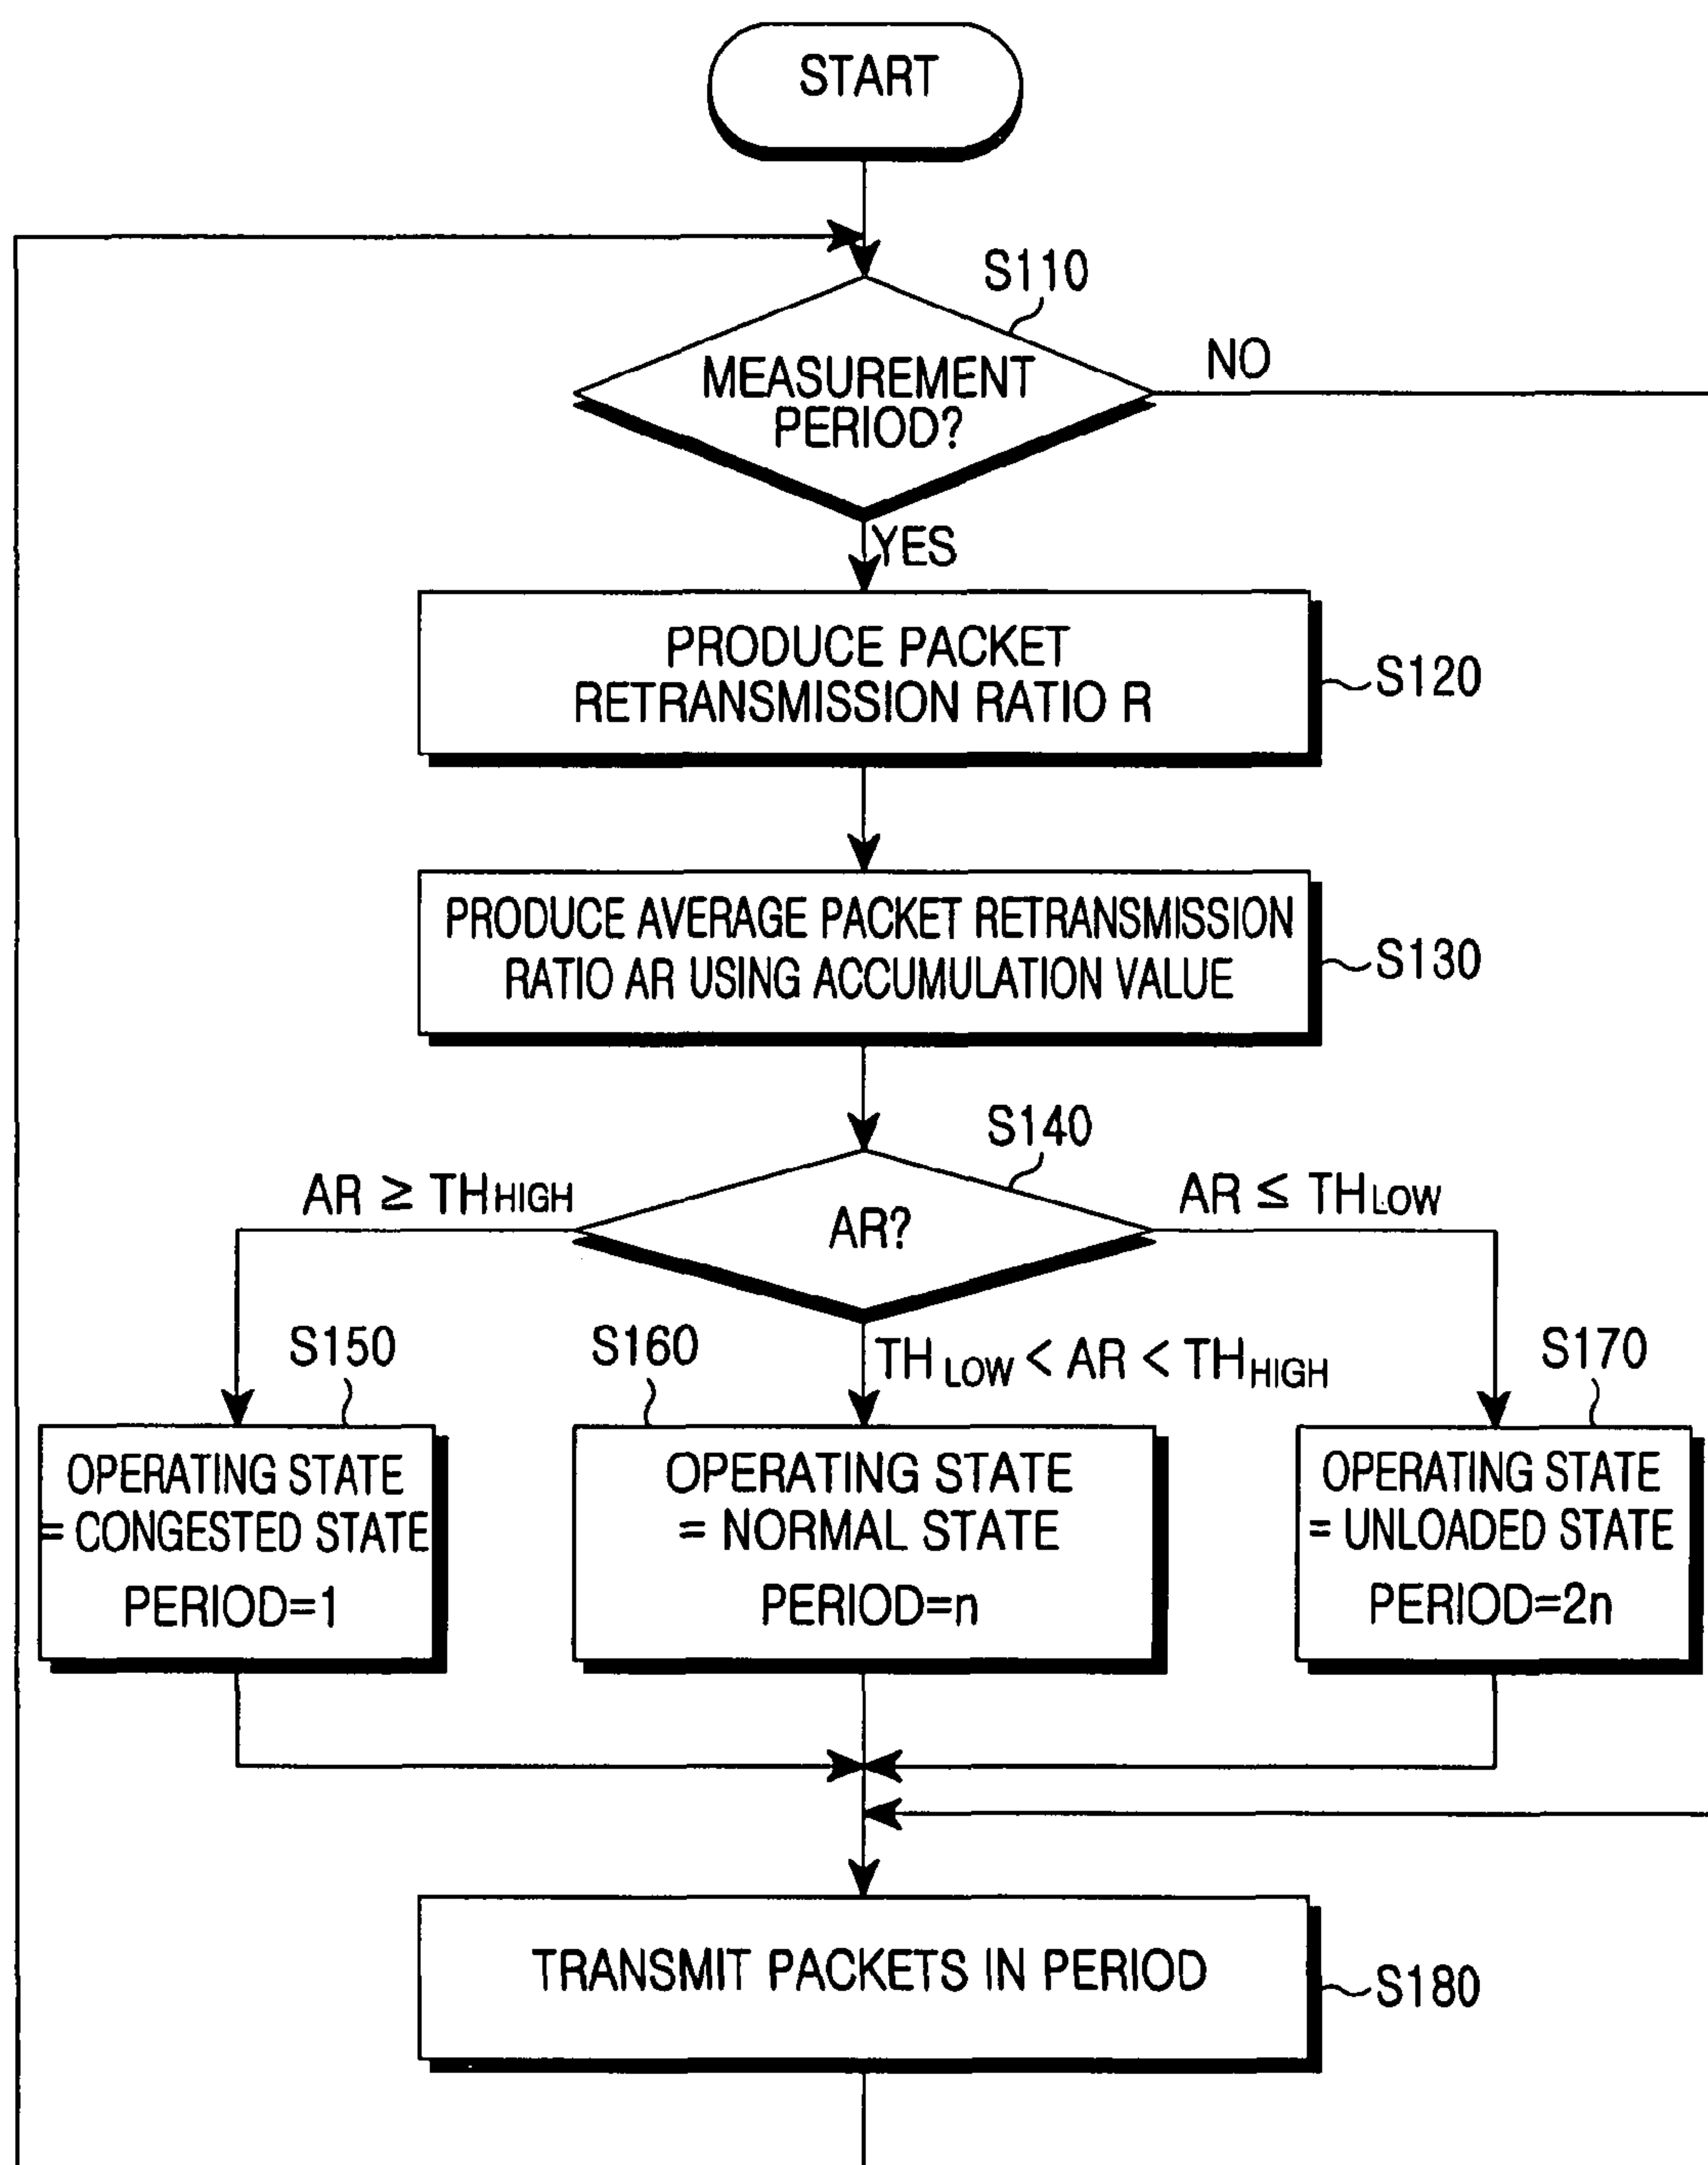 START
S110
MEASUREMENT
PERIOD?
NO
YES
PRODUCE PACKET
RETRANSMISSION RATIO R
S120
PRODUCE AVERAGE PACKET RETRANSMISSION
RATIO AR USING ACCUMULATION VALUE
S130
S140
AR ≥ THHIGH
AR?
AR ≤ THLOW
S150
S160
THLOW < AR < THHIGH
S170
OPERATING STATE
= CONGESTED STATE
PERIOD=1
OPERATING STATE
= NORMAL STATE
PERIOD=n
OPERATING STATE
= UNLOADED STATE
PERIOD=2n
TRANSMIT PACKETS IN PERIOD
S180